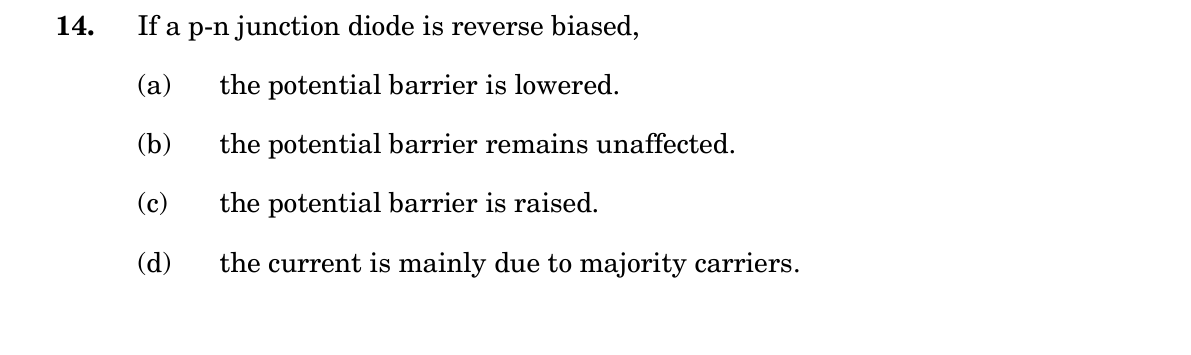 14. If a p-n junction diode is reverse biased,
(a) the potential barrier is lowered.
(b) the potential barrier remains unaffected.
(c) the potential barrier is raised.
(d) the current is mainly due to majority carriers.